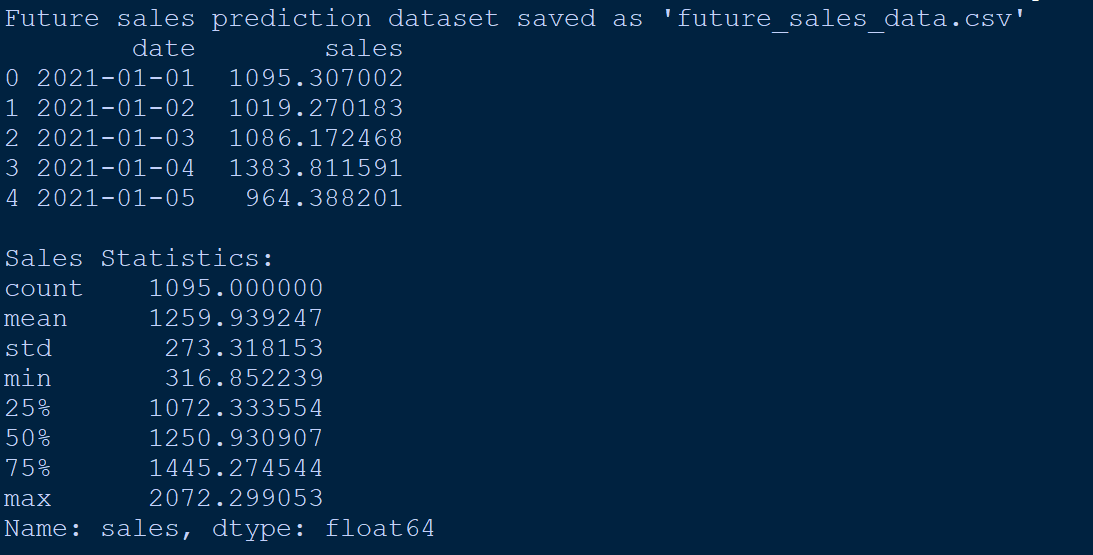 Future sales prediction dataset saved as 'future_sales_data.csv'
        date        sales
0 2021-01-01  1095.307002
1 2021-01-02  1019.270183
2 2021-01-03  1086.172468
3 2021-01-04  1383.811591
4 2021-01-05   964.388201

Sales Statistics:
count    1095.000000
mean     1259.939247
std       273.318153
min       316.852239
25%      1072.333554
50%      1250.930907
75%      1445.274544
max      2072.299053
Name: sales, dtype: float64